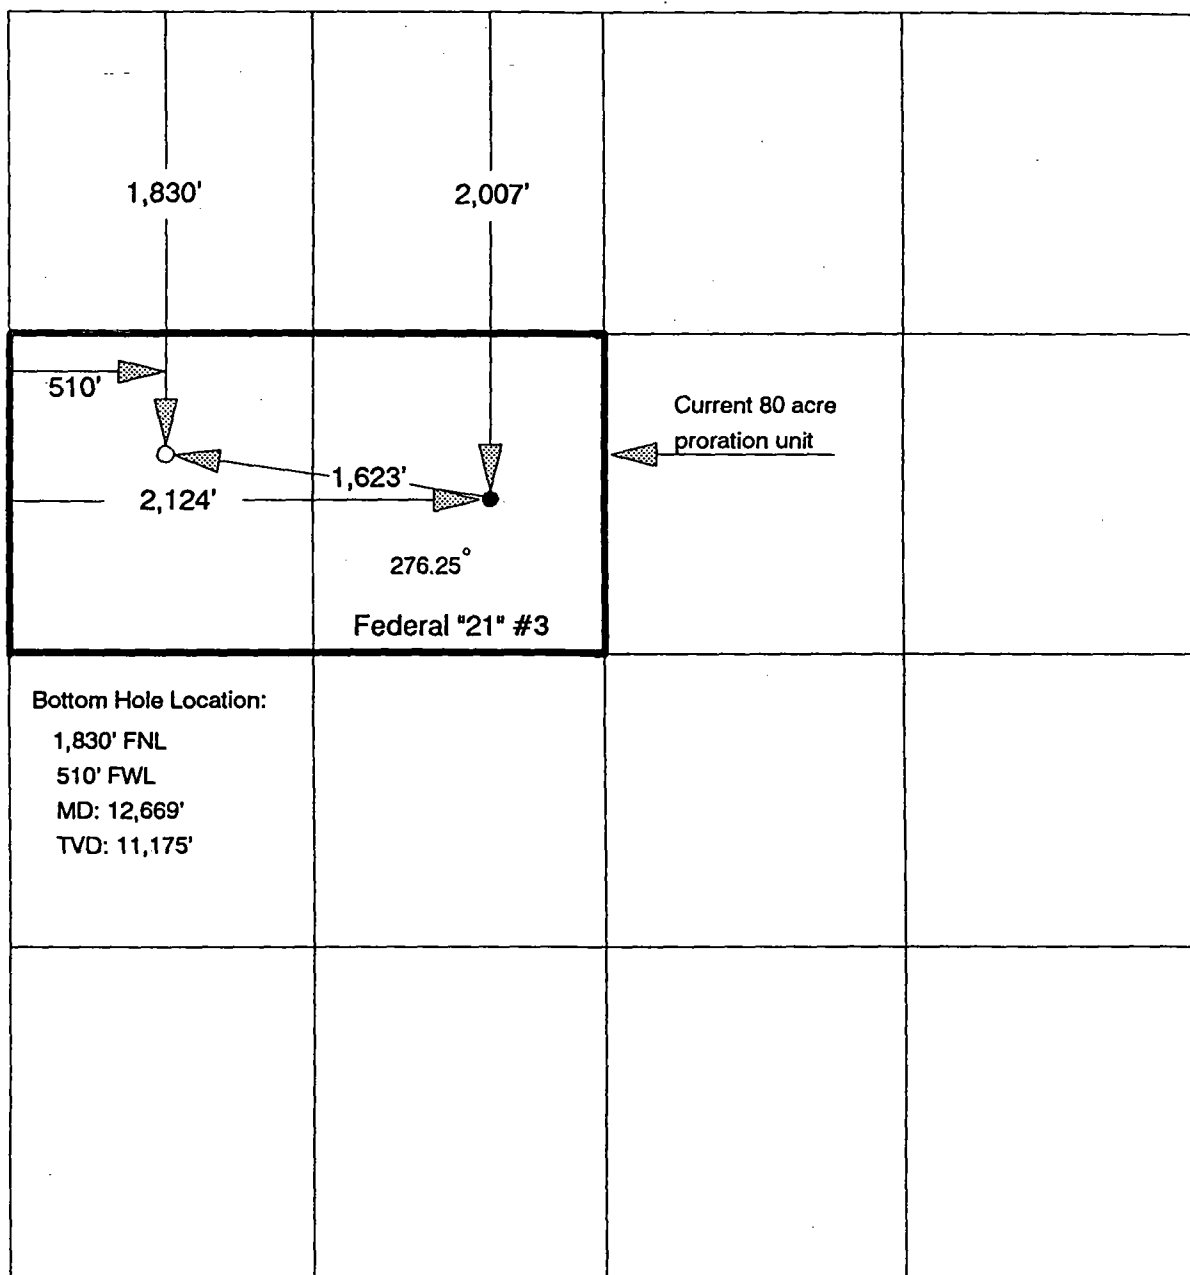 1,830'
2,007'
510'
Current 80 acre
proration unit
1,623'
2,124'
276.25°
Federal "21" #3
Bottom Hole Location:
1,830' FNL
510' FWL
MD: 12,669'
TVD: 11,175'